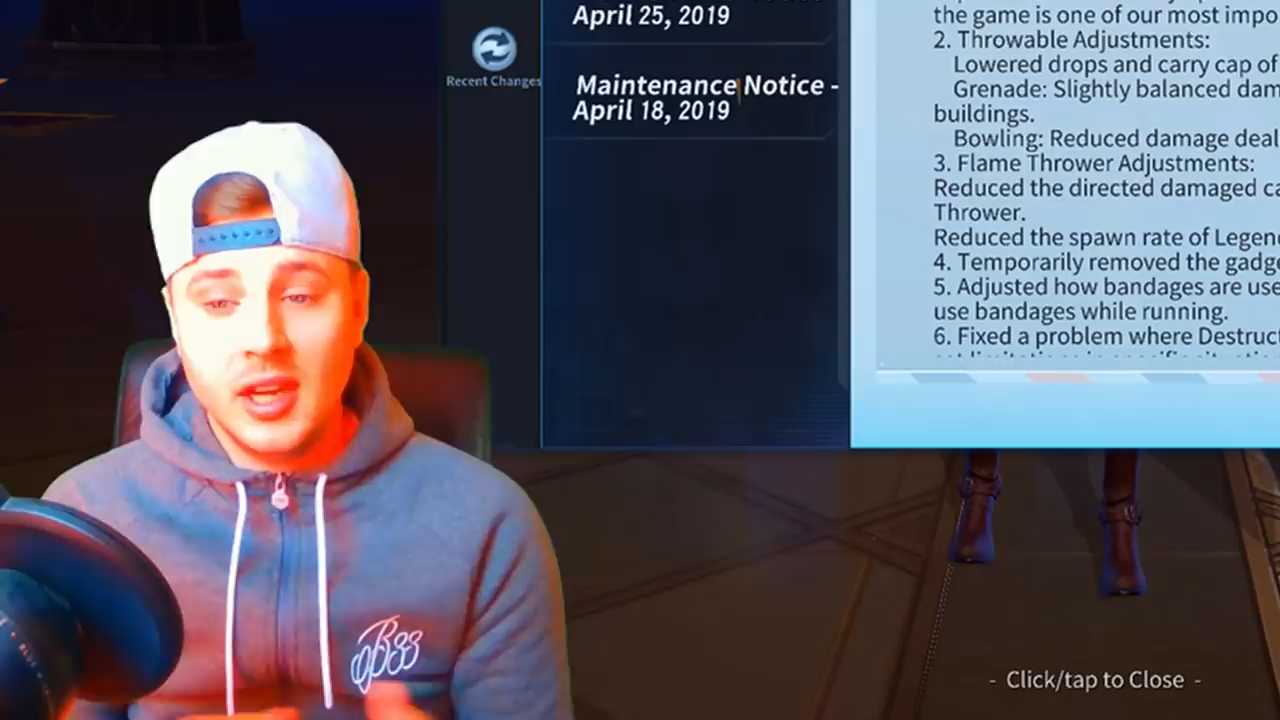 April 25, 2019
Recent Changes
Maintenance Notice -
April 18, 2019
the game is one of our most impo
2. Throwable Adjustments:
Lowered drops and carry cap of
Grenade: Slightly balanced dam
buildings.
Bowling: Reduced damage deal
3. Flame Thrower Adjustments:
Reduced the directed damaged ca
Thrower.
Reduced the spawn rate of Legen
4. Temporarily removed the gadge
5. Adjusted how bandages are use
use bandages while running.
6. Fixed a problem where Destruct
- Click/tap to Close -